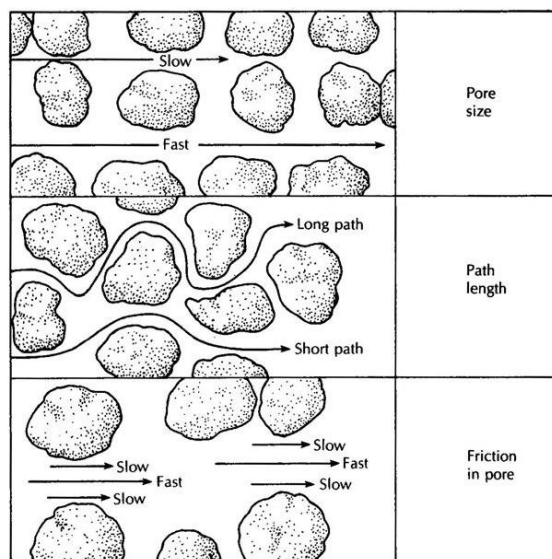 Slow
Fast
Pore
size
Long path
Short path
Path
length
Slow
Fast
Slow
Slow
Fast
Slow
Friction
in pore